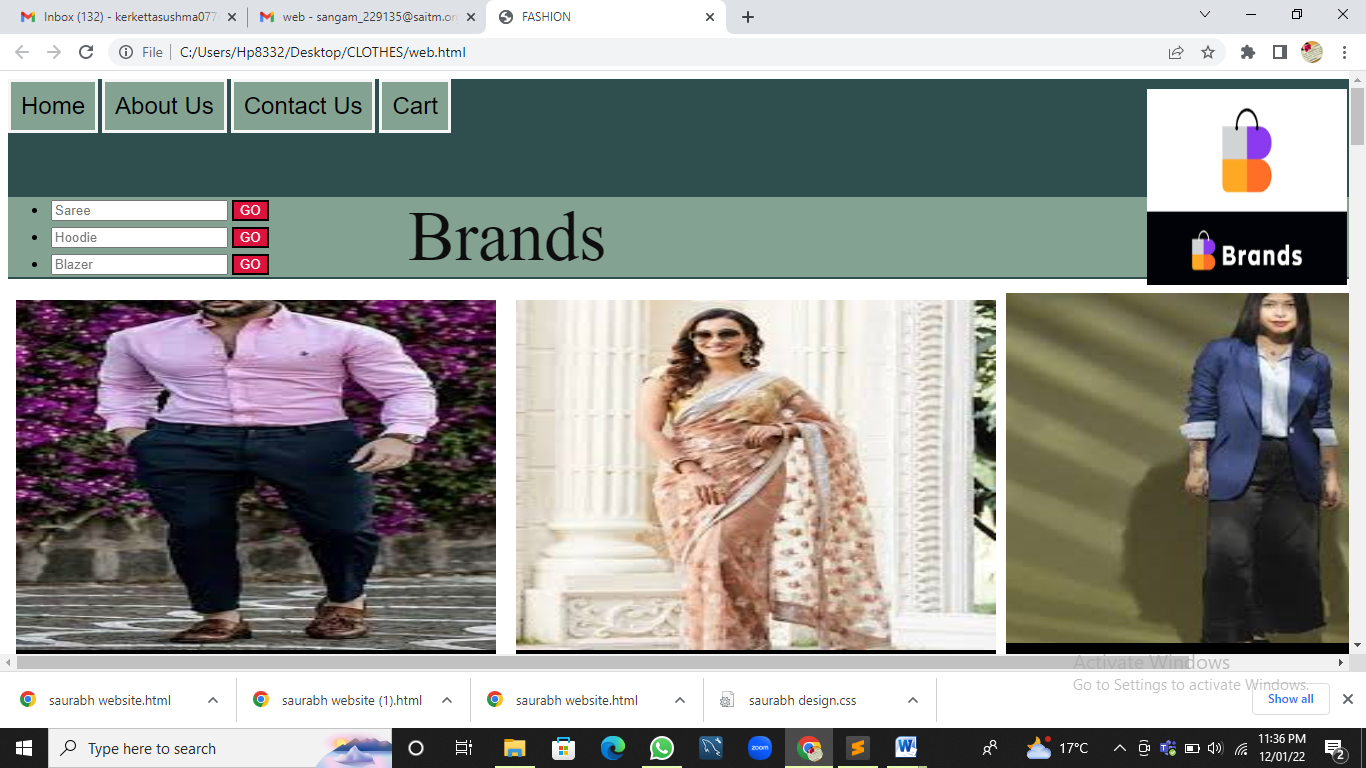 Inbox (132) - kerkettasushma077
web - sangam_229135@saitm.or
FASHION
File
C:/Users/Hp8332/Desktop/CLOTHES/web.html
Home
About Us
Contact Us
Cart
Saree
GO
Hoodie
GO
Blazer
GO
Brands
Brands
Activate Windows
Go to Settings to activate Windows.
saurabh website.html
saurabh website (1).html
saurabh website.html
saurabh design.css
Show all
Type here to search
zoom
17°C
11:36 PM
12/01/22
2